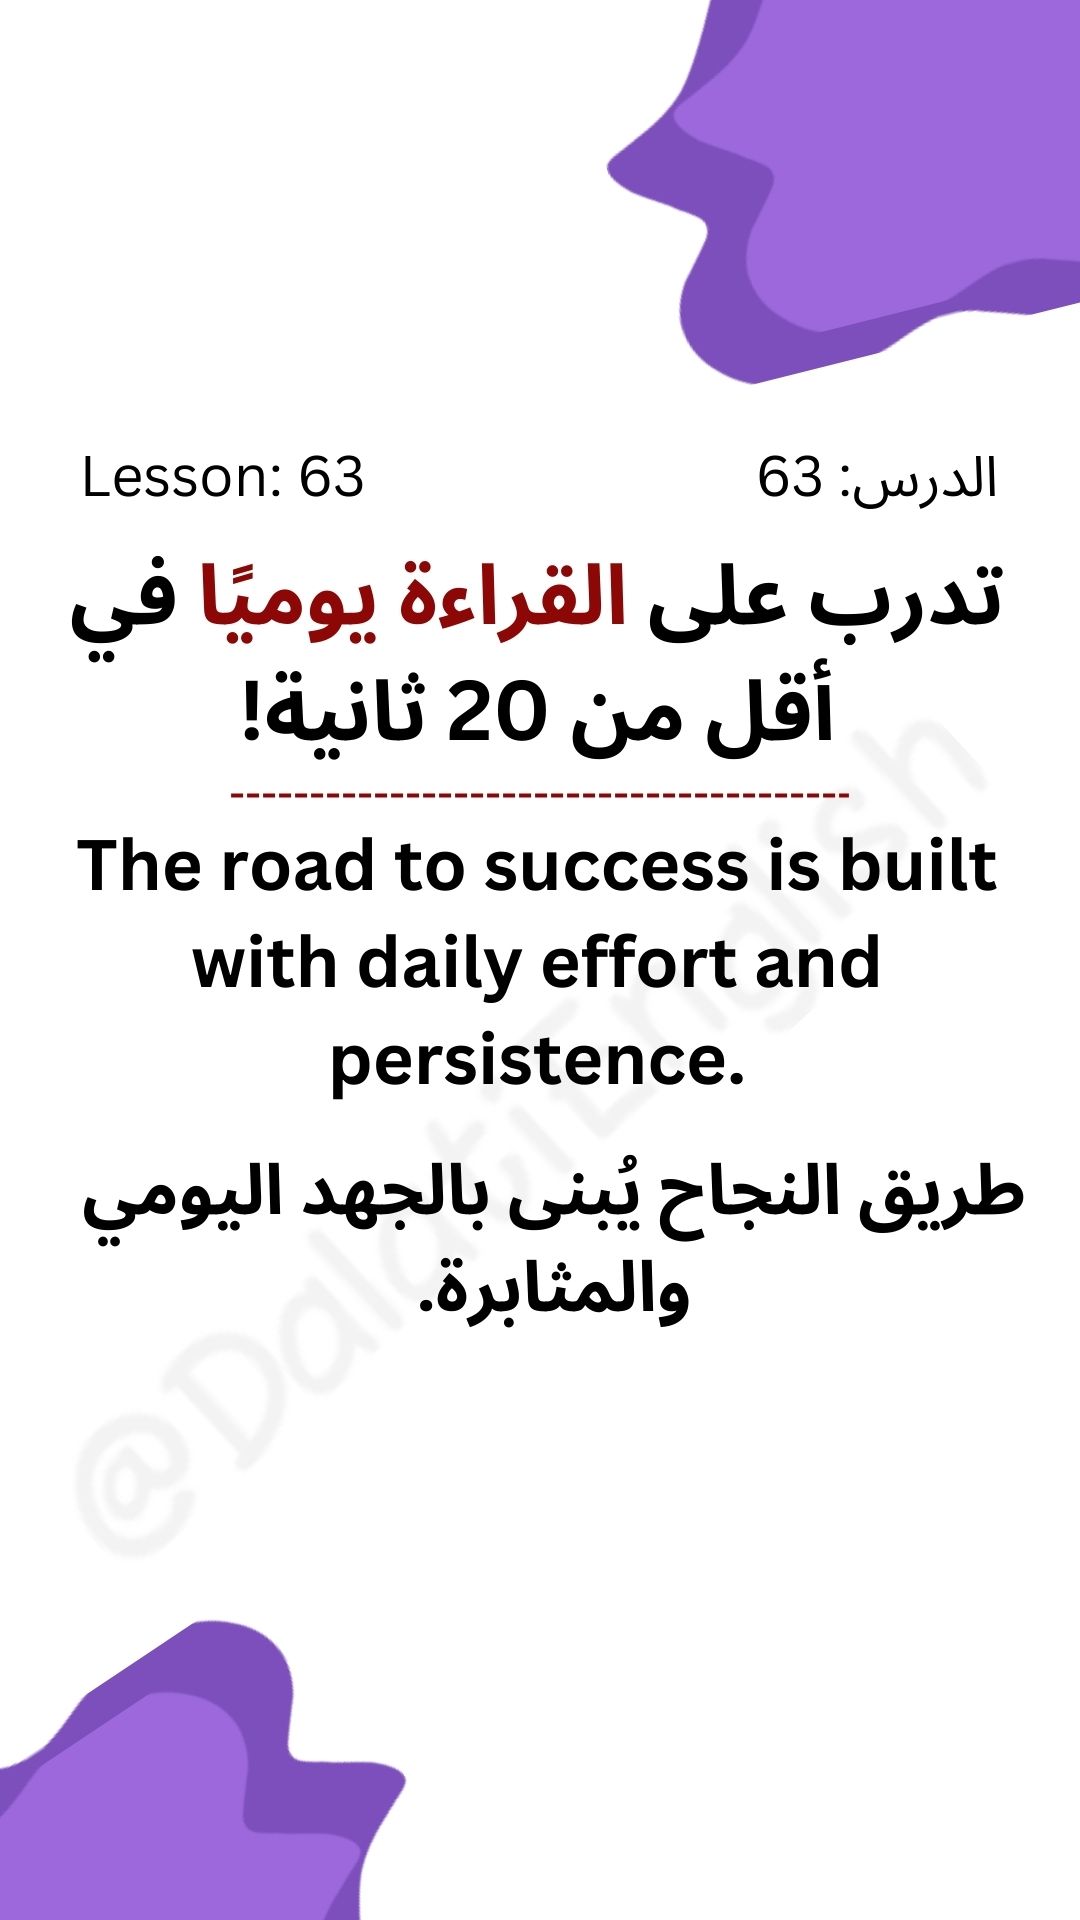 Lesson: 63
الدرس: 63
تدرب على القراءة يوميًا في
أقل من 20 ثانية!
---------------------------------------
The road to success is built
with daily effort and
persistence.
طريق النجاح يُبنى بالجهد اليومي
والمثابرة.
@DalatiEnglish